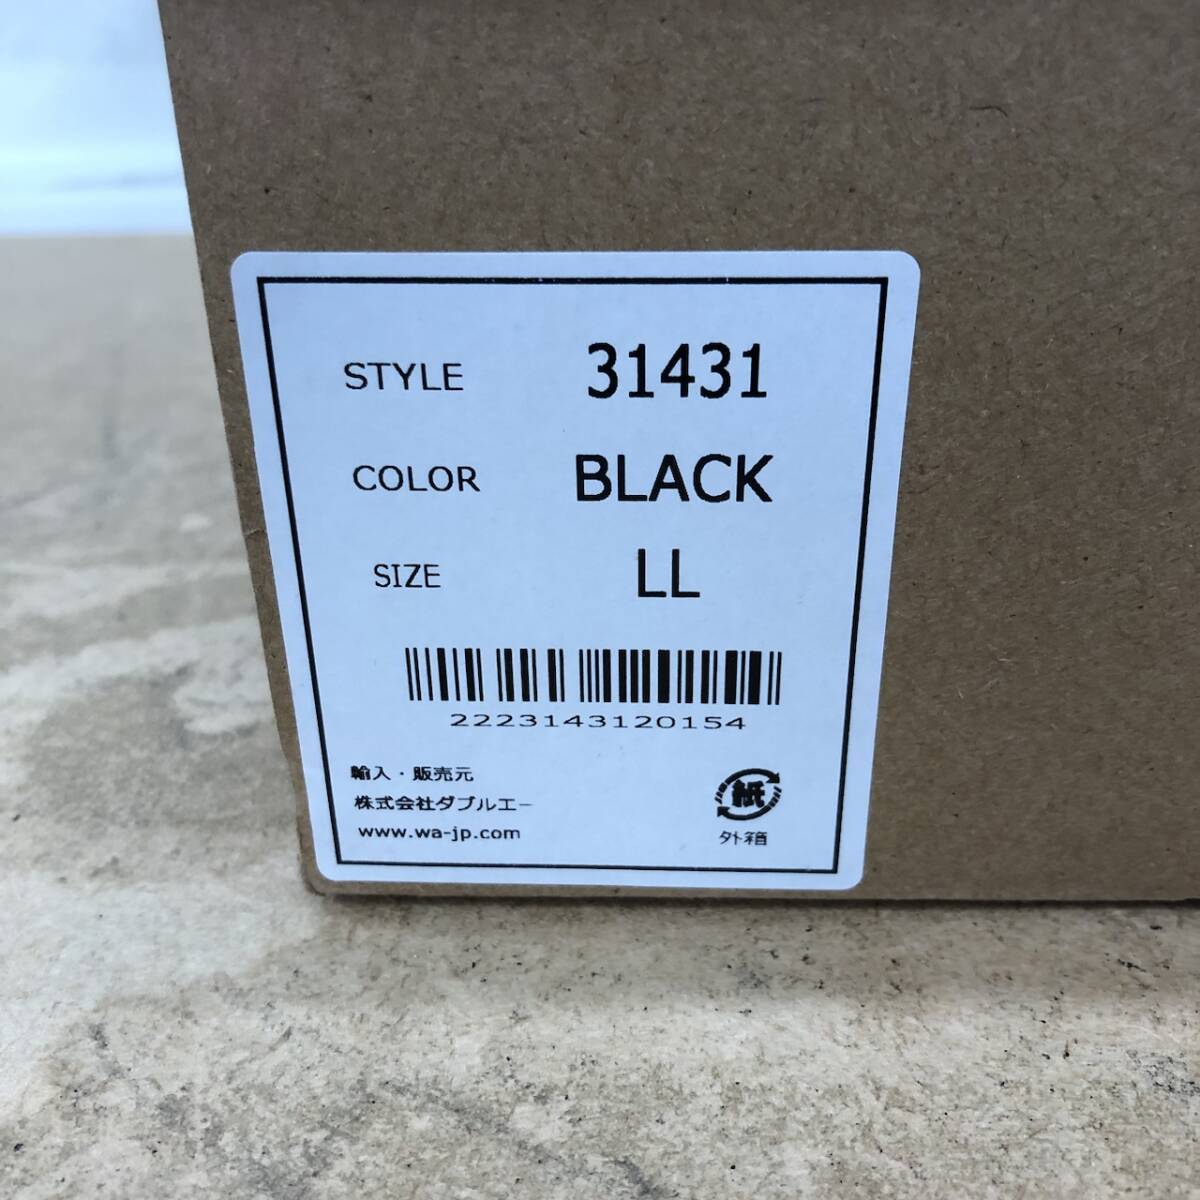 STYLE 31431
COLOR BLACK
SIZE LL
2223143120154
輸入・販売元
株式会社ダブルエー
www.wa-jp.com
紙
外箱